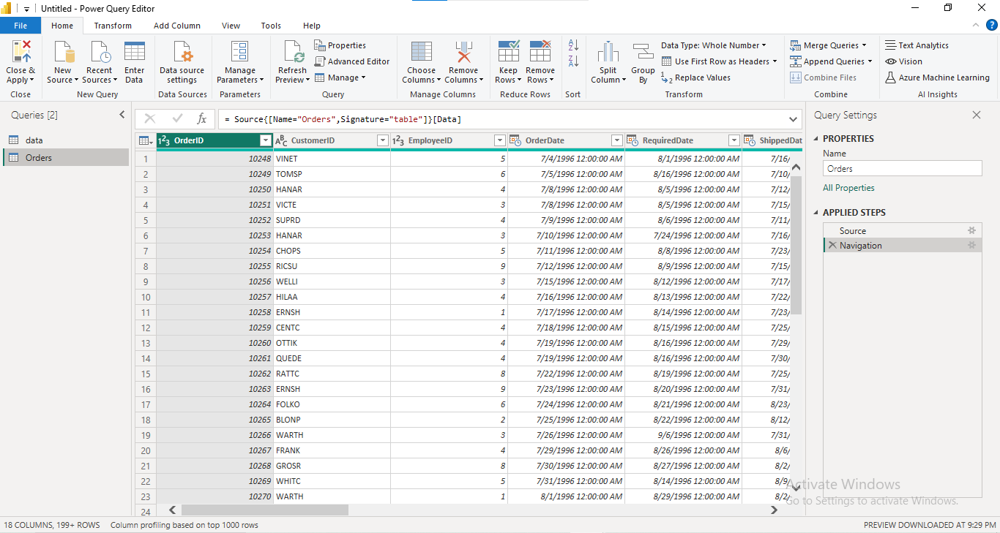 Untitled - Power Query Editor
File Home Transform Add Column View Tools Help
Close & Apply
Close
New Source
Recent Sources
Enter Data
New Query
Data source settings
Data Sources
Manage Parameters
Parameters
Refresh Preview
Properties
Advanced Editor
Manage
Query
Choose Columns
Remove Columns
Manage Columns
Keep Rows
Remove Rows
Reduce Rows
Sort
Split Column
Group By
Data Type: Whole Number
Use First Row as Headers
Replace Values
Transform
Merge Queries
Append Queries
Combine Files
Combine
Text Analytics
Vision
Azure Machine Learning
AI Insights
Queries [2]
data
Orders
= Source{[Name="Orders",Signature="table"]}[Data]
OrderID CustomerID EmployeeID OrderDate RequiredDate ShippedDat
1 10248 VINET 5 7/4/1996 12:00:00 AM 8/1/1996 12:00:00 AM 7/16/
2 10249 TOMSP 6 7/5/1996 12:00:00 AM 8/16/1996 12:00:00 AM 7/10/
3 10250 HANAR 4 7/8/1996 12:00:00 AM 8/5/1996 12:00:00 AM 7/12/
4 10251 VICTE 3 7/8/1996 12:00:00 AM 8/5/1996 12:00:00 AM 7/15/
5 10252 SUPRD 4 7/9/1996 12:00:00 AM 8/6/1996 12:00:00 AM 7/11/
6 10253 HANAR 3 7/10/1996 12:00:00 AM 7/24/1996 12:00:00 AM 7/16/
7 10254 CHOPS 5 7/11/1996 12:00:00 AM 8/8/1996 12:00:00 AM 7/23/
8 10255 RICSU 9 7/12/1996 12:00:00 AM 8/9/1996 12:00:00 AM 7/15/
9 10256 WELLI 3 7/15/1996 12:00:00 AM 8/12/1996 12:00:00 AM 7/17/
10 10257 HILAA 4 7/16/1996 12:00:00 AM 8/13/1996 12:00:00 AM 7/22/
11 10258 ERNSH 1 7/17/1996 12:00:00 AM 8/14/1996 12:00:00 AM 7/23/
12 10259 CENTC 4 7/18/1996 12:00:00 AM 8/15/1996 12:00:00 AM 7/25/
13 10260 OTTIK 4 7/19/1996 12:00:00 AM 8/16/1996 12:00:00 AM 7/29/
14 10261 QUEDE 4 7/19/1996 12:00:00 AM 8/16/1996 12:00:00 AM 7/30/
15 10262 RATTC 8 7/22/1996 12:00:00 AM 8/19/1996 12:00:00 AM 7/25/
16 10263 ERNSH 9 7/23/1996 12:00:00 AM 8/20/1996 12:00:00 AM 7/31/
17 10264 FOLKO 6 7/24/1996 12:00:00 AM 8/21/1996 12:00:00 AM 8/23/
18 10265 BLONP 2 7/25/1996 12:00:00 AM 8/22/1996 12:00:00 AM 8/12/
19 10266 WARTH 3 7/26/1996 12:00:00 AM 9/6/1996 12:00:00 AM 7/31/
20 10267 FRANK 4 7/29/1996 12:00:00 AM 8/26/1996 12:00:00 AM 8/6/
21 10268 GROSR 8 7/30/1996 12:00:00 AM 8/27/1996 12:00:00 AM 8/2/
22 10269 WHITC 5 7/31/1996 12:00:00 AM 8/14/1996 12:00:00 AM 8/9/
23 10270 WARTH 1 8/1/1996 12:00:00 AM 8/29/1996 12:00:00 AM 8/2/
24
Query Settings
PROPERTIES
Name
Orders
All Properties
APPLIED STEPS
Source
Navigation
Activate Windows
Go to Settings to activate Windows.
18 COLUMNS, 199+ ROWS Column profiling based on top 1000 rows
PREVIEW DOWNLOADED AT 9:29 PM